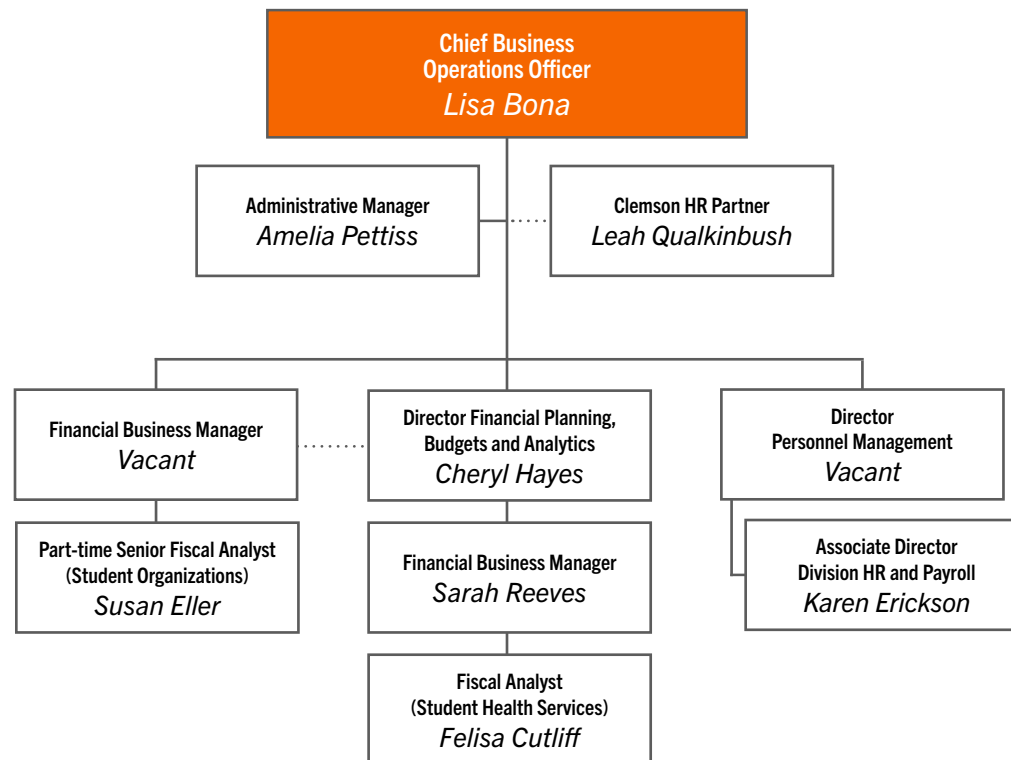 Chief Business
Operations Officer
Lisa Bona
Administrative Manager
Amelia Pettiss
Clemson HR Partner
Leah Qualkinbush
Financial Business Manager
Vacant
Director Financial Planning,
Budgets and Analytics
Cheryl Hayes
Director
Personnel Management
Vacant
Part-time Senior Fiscal Analyst
(Student Organizations)
Susan Eller
Financial Business Manager
Sarah Reeves
Associate Director
Division HR and Payroll
Karen Erickson
Fiscal Analyst
(Student Health Services)
Felisa Cutliff